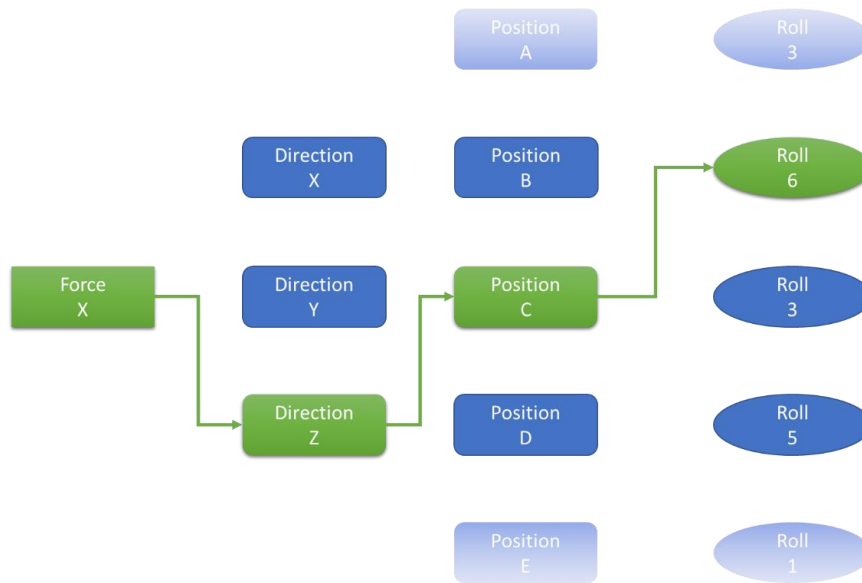 Position
A
Roll
3
Direction
X
Position
B
Roll
6
Force
X
Direction
Y
Position
C
Roll
3
Direction
Z
Position
D
Roll
5
Position
E
Roll
1